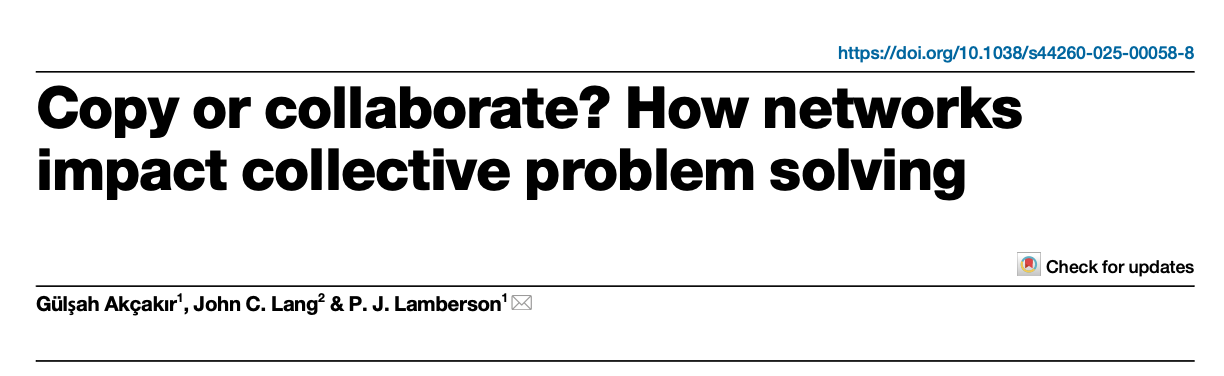 https://doi.org/10.1038/s44260-025-00058-8
Copy or collaborate? How networks
impact collective problem solving
Check for updates
Gülşah Akçakır¹, John C. Lang² & P. J. Lamberson¹